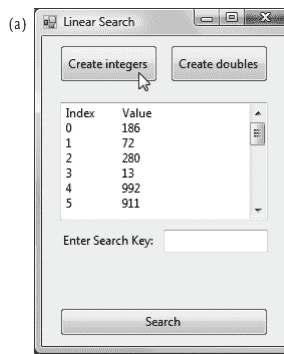 (a)
Linear Search
Create integers Create doubles
Index Value
0 186
1 72
2 280
3 13
4 992
5 911
Enter Search Key:
Search